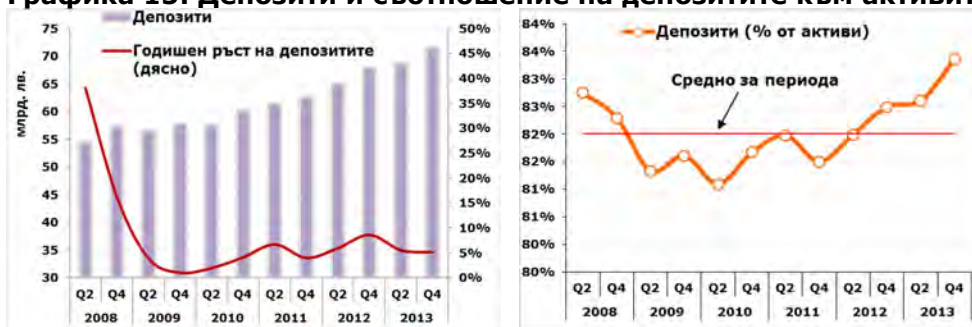 Графика 13. Депозити и съотношение на депозитите към активит
Депозити
Годишен ръст на депозитите
(дясно)
млрд. лв.
75
70
65
60
55
50
45
40
35
30
50%
45%
40%
35%
30%
25%
20%
15%
10%
5%
0%
Q2 Q4 Q2 Q4 Q2 Q4 Q2 Q4 Q2 Q4 Q2 Q4
2008 2009 2010 2011 2012 2013
Депозити (% от активи)
Средно за периода
84%
84%
83%
83%
82%
82%
81%
81%
80%
80%
Q2 Q4 Q2 Q4 Q2 Q4 Q2 Q4 Q2 Q4 Q2 Q4
2008 2009 2010 2011 2012 2013